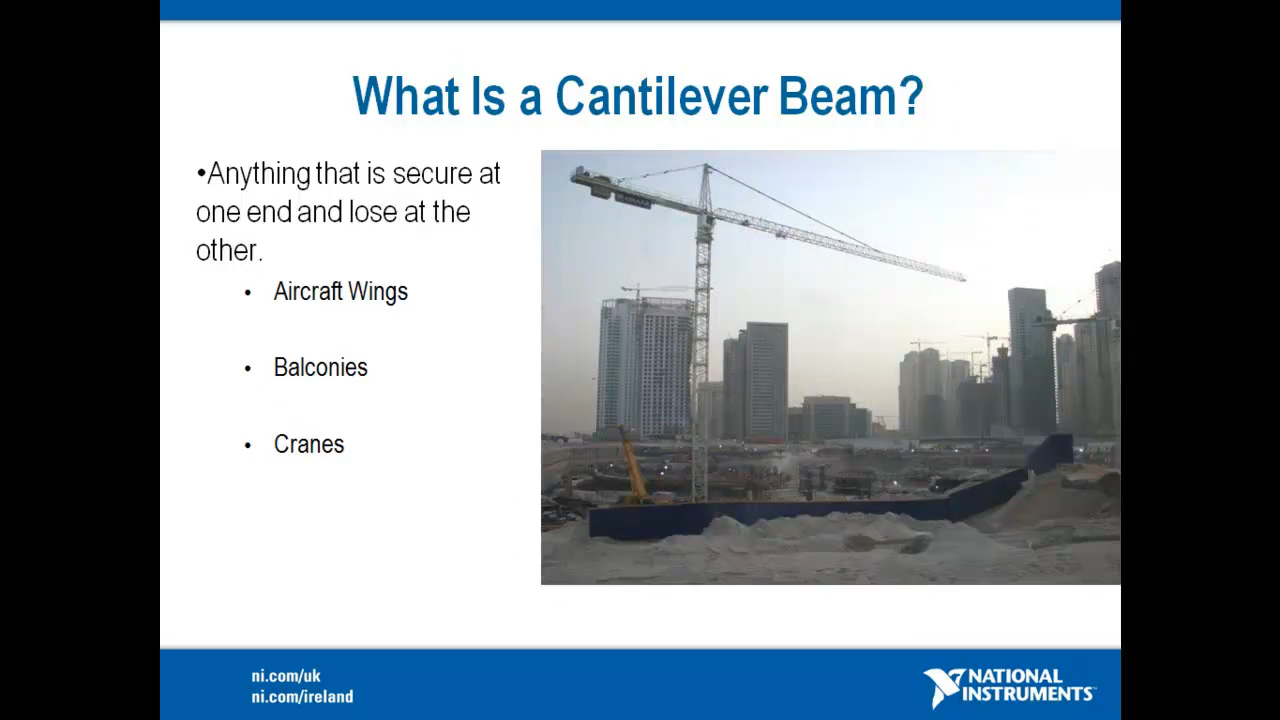 What Is a Cantilever Beam?
•Anything that is secure at
one end and lose at the
other.
• Aircraft Wings
• Balconies
• Cranes
ni.com/uk
ni.com/ireland
NATIONAL
INSTRUMENTS